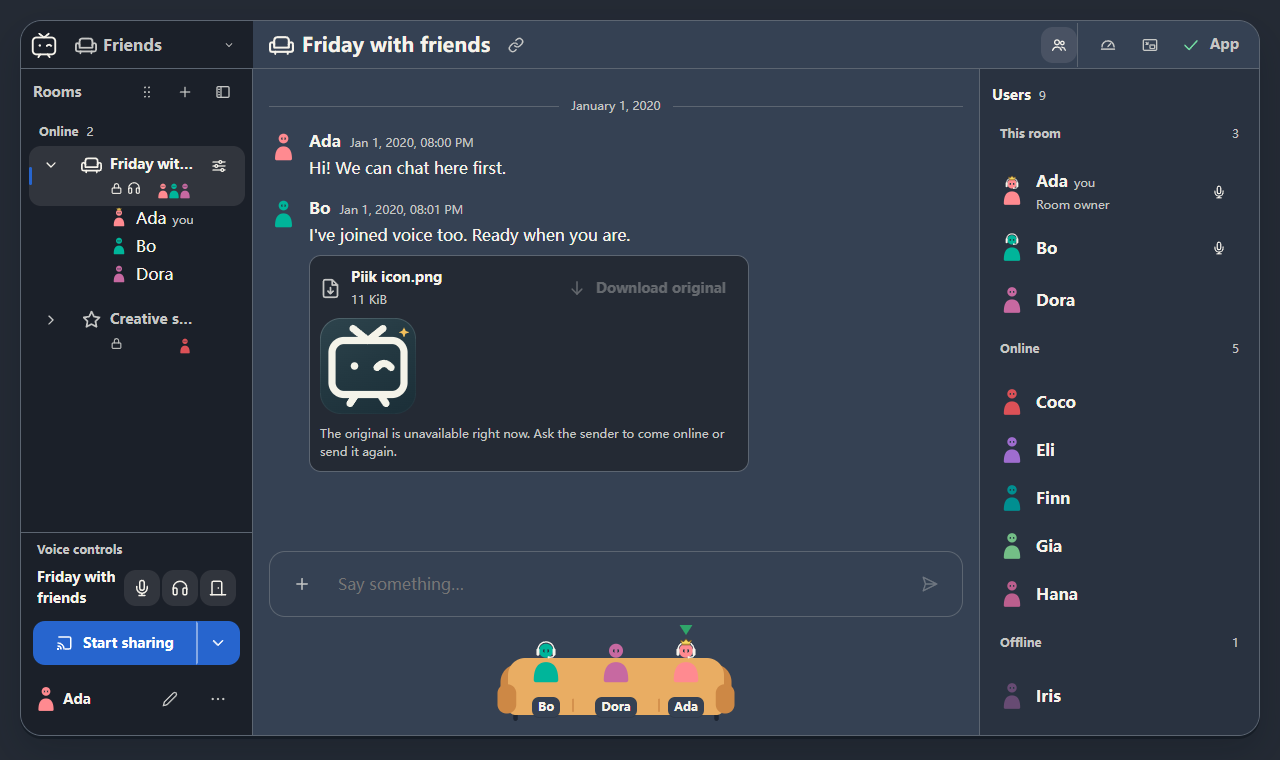 Friends
Friday with friends
App
Rooms
Online 2
Friday wit...
Ada you
Bo
Dora
Creative s...
Voice controls
Friday with
friends
Start sharing
Ada
January 1, 2020
Ada Jan 1, 2020, 08:00 PM
Hi! We can chat here first.
Bo Jan 1, 2020, 08:01 PM
I've joined voice too. Ready when you are.
Piik icon.png
11 KiB
Download original
The original is unavailable right now. Ask the sender to come online or
send it again.
Say something...
Bo
Dora
Ada
Users 9
This room 3
Ada you
Room owner
Bo
Dora
Online 5
Coco
Eli
Finn
Gia
Hana
Offline 1
Iris